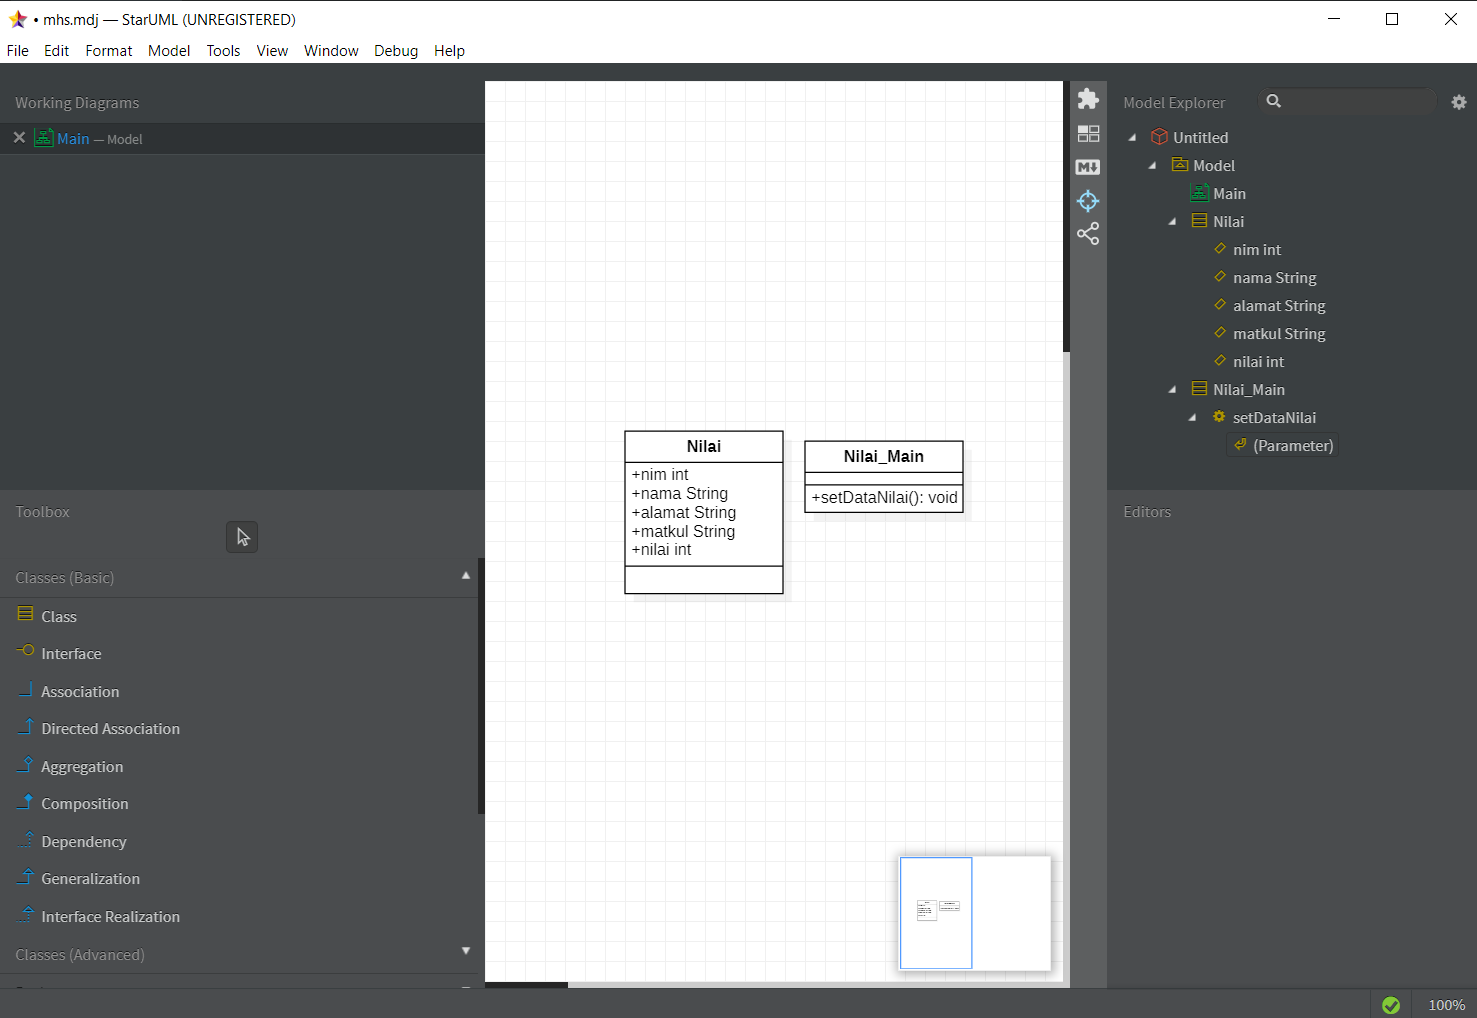 • mhs.mdj — StarUML (UNREGISTERED)
File Edit Format Model Tools View Window Debug Help
Working Diagrams
Main — Model
Toolbox
Classes (Basic)
Class
Interface
Association
Directed Association
Aggregation
Composition
Dependency
Generalization
Interface Realization
Classes (Advanced)
Nilai
+nim int
+nama String
+alamat String
+matkul String
+nilai int
Nilai_Main
+setDataNilai(): void
M
Model Explorer
Untitled
Model
Main
Nilai
nim int
nama String
alamat String
matkul String
nilai int
Nilai_Main
setDataNilai
(Parameter)
Editors
100%